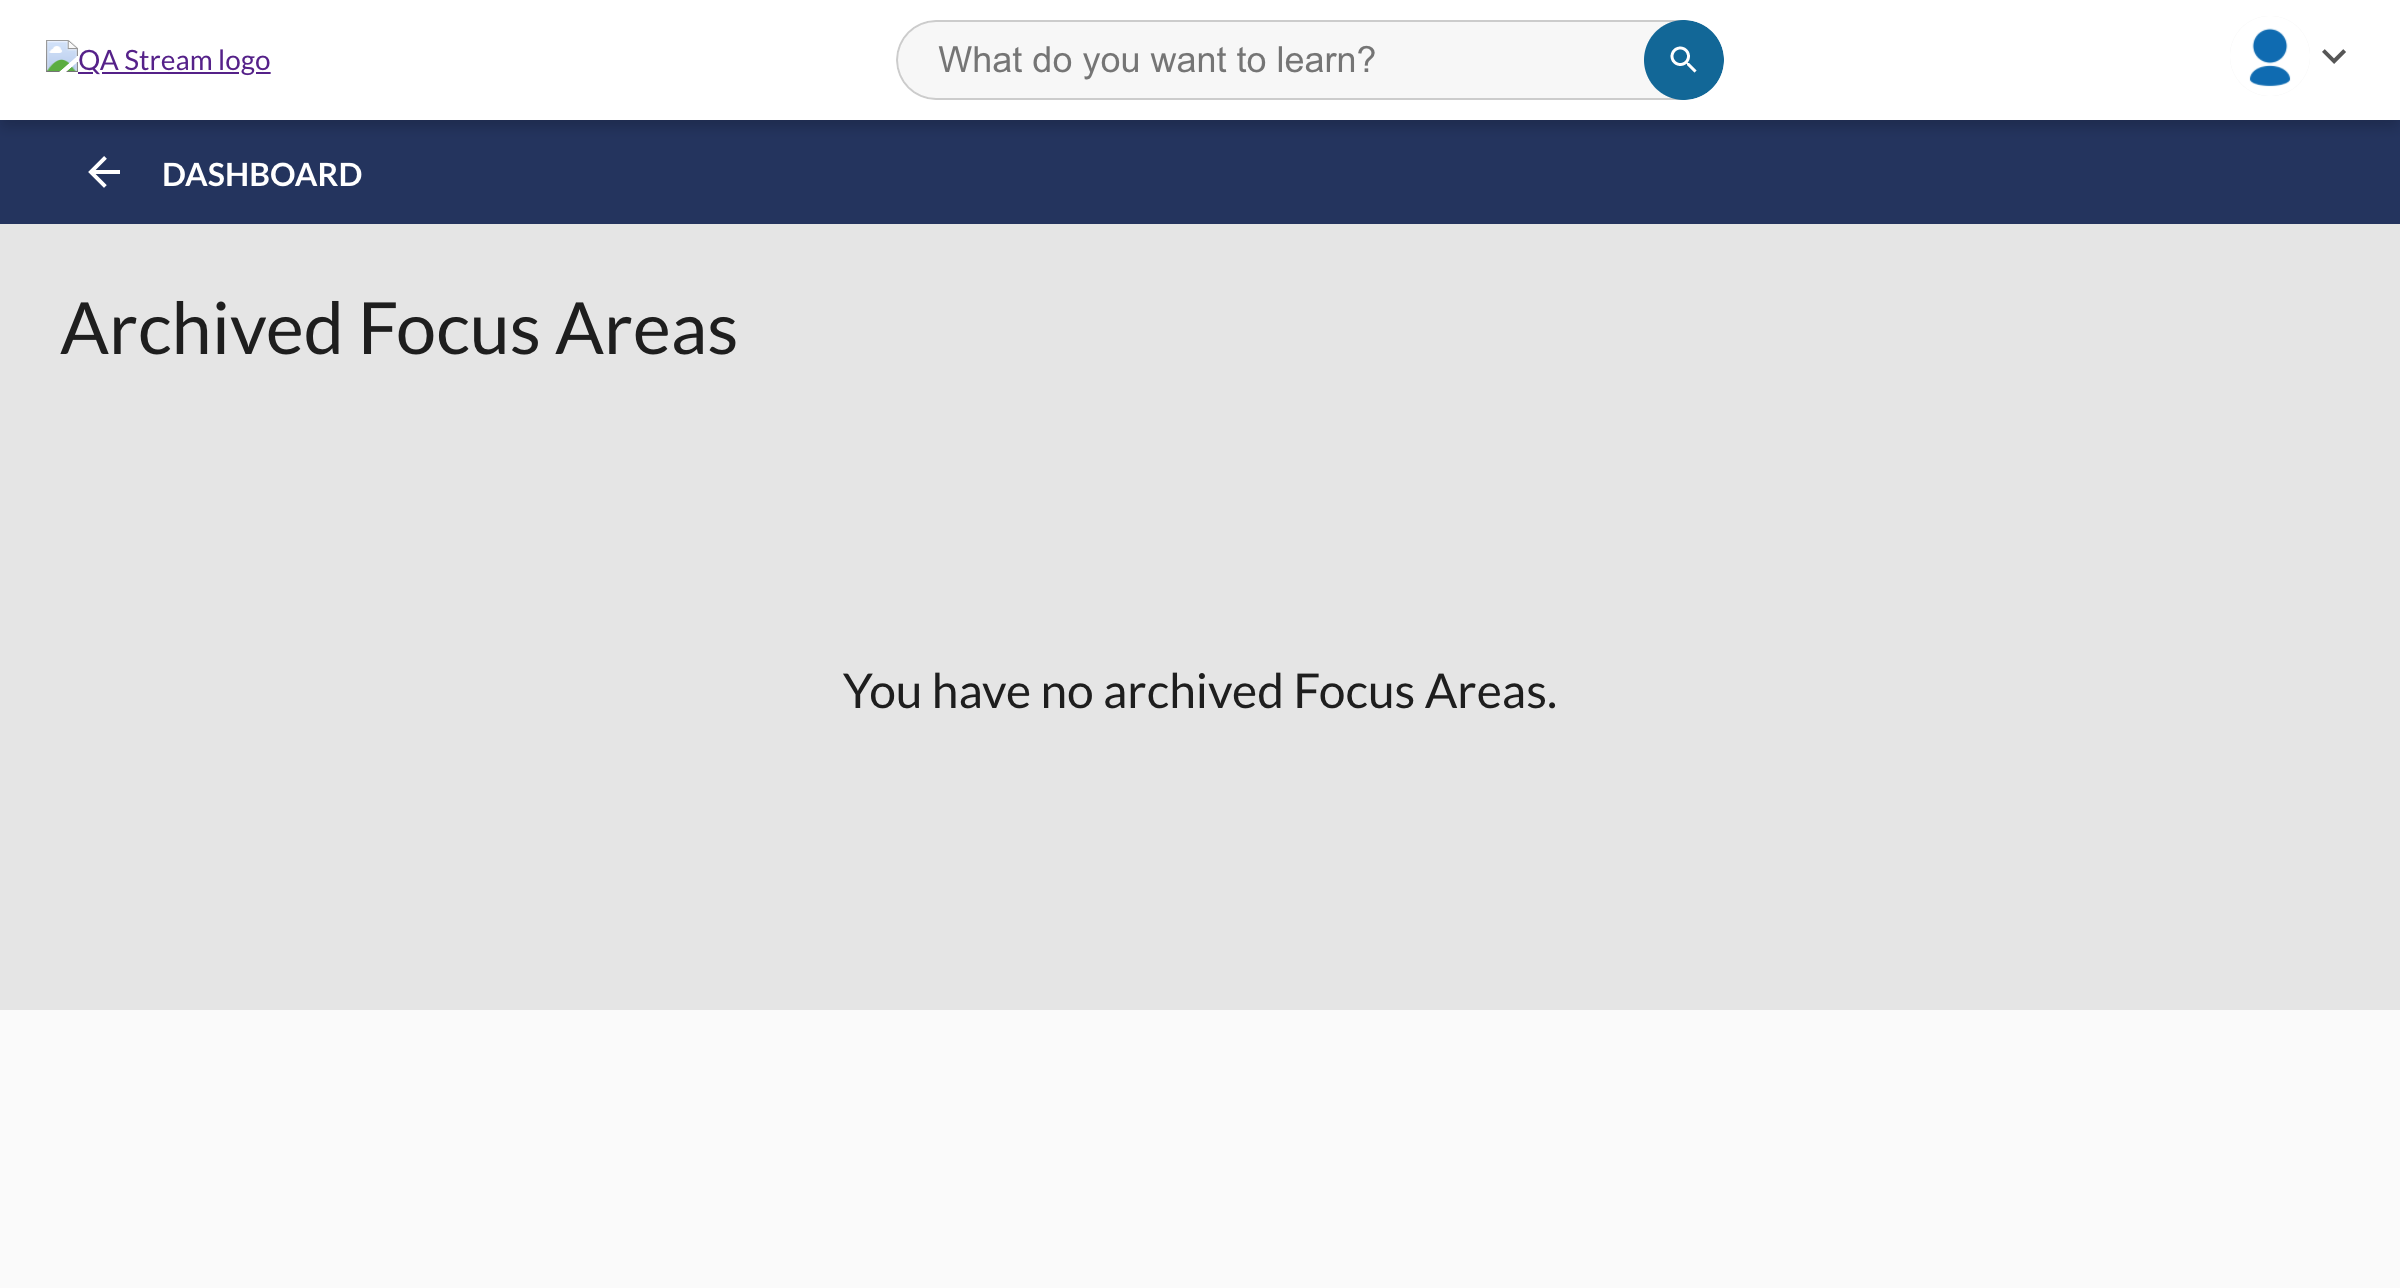 QA Stream logo
What do you want to learn?
DASHBOARD
Archived Focus Areas
You have no archived Focus Areas.